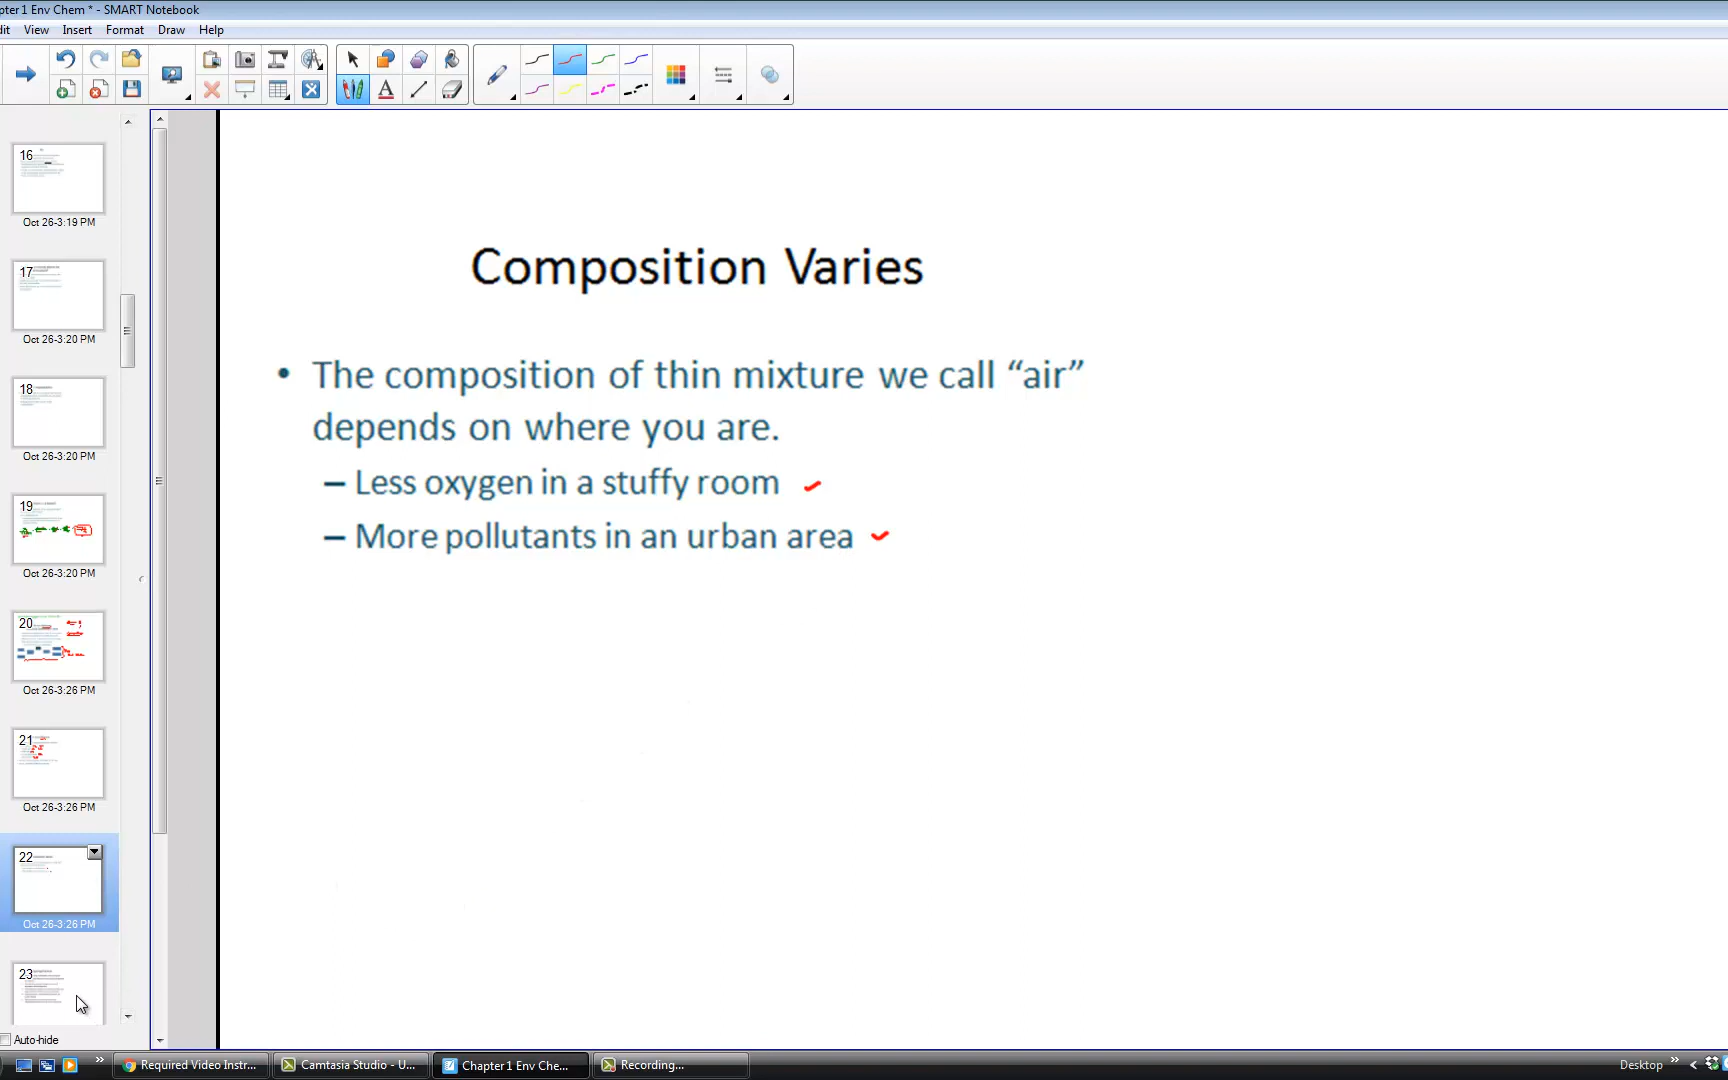 pter 1 Env Chem * - SMART Notebook
dit View Insert Format Draw Help
16
Oct 26-3:19 PM
17
Oct 26-3:20 PM
18
Oct 26-3:20 PM
19
Oct 26-3:20 PM
20
Oct 26-3:26 PM
21
Oct 26-3:26 PM
22
Oct 26-3:26 PM
23
Auto-hide
Composition Varies
• The composition of thin mixture we call “air”
depends on where you are.
– Less oxygen in a stuffy room
– More pollutants in an urban area
Required Video Instr... Camtasia Studio - U... Chapter 1 Env Che... Recording... Desktop